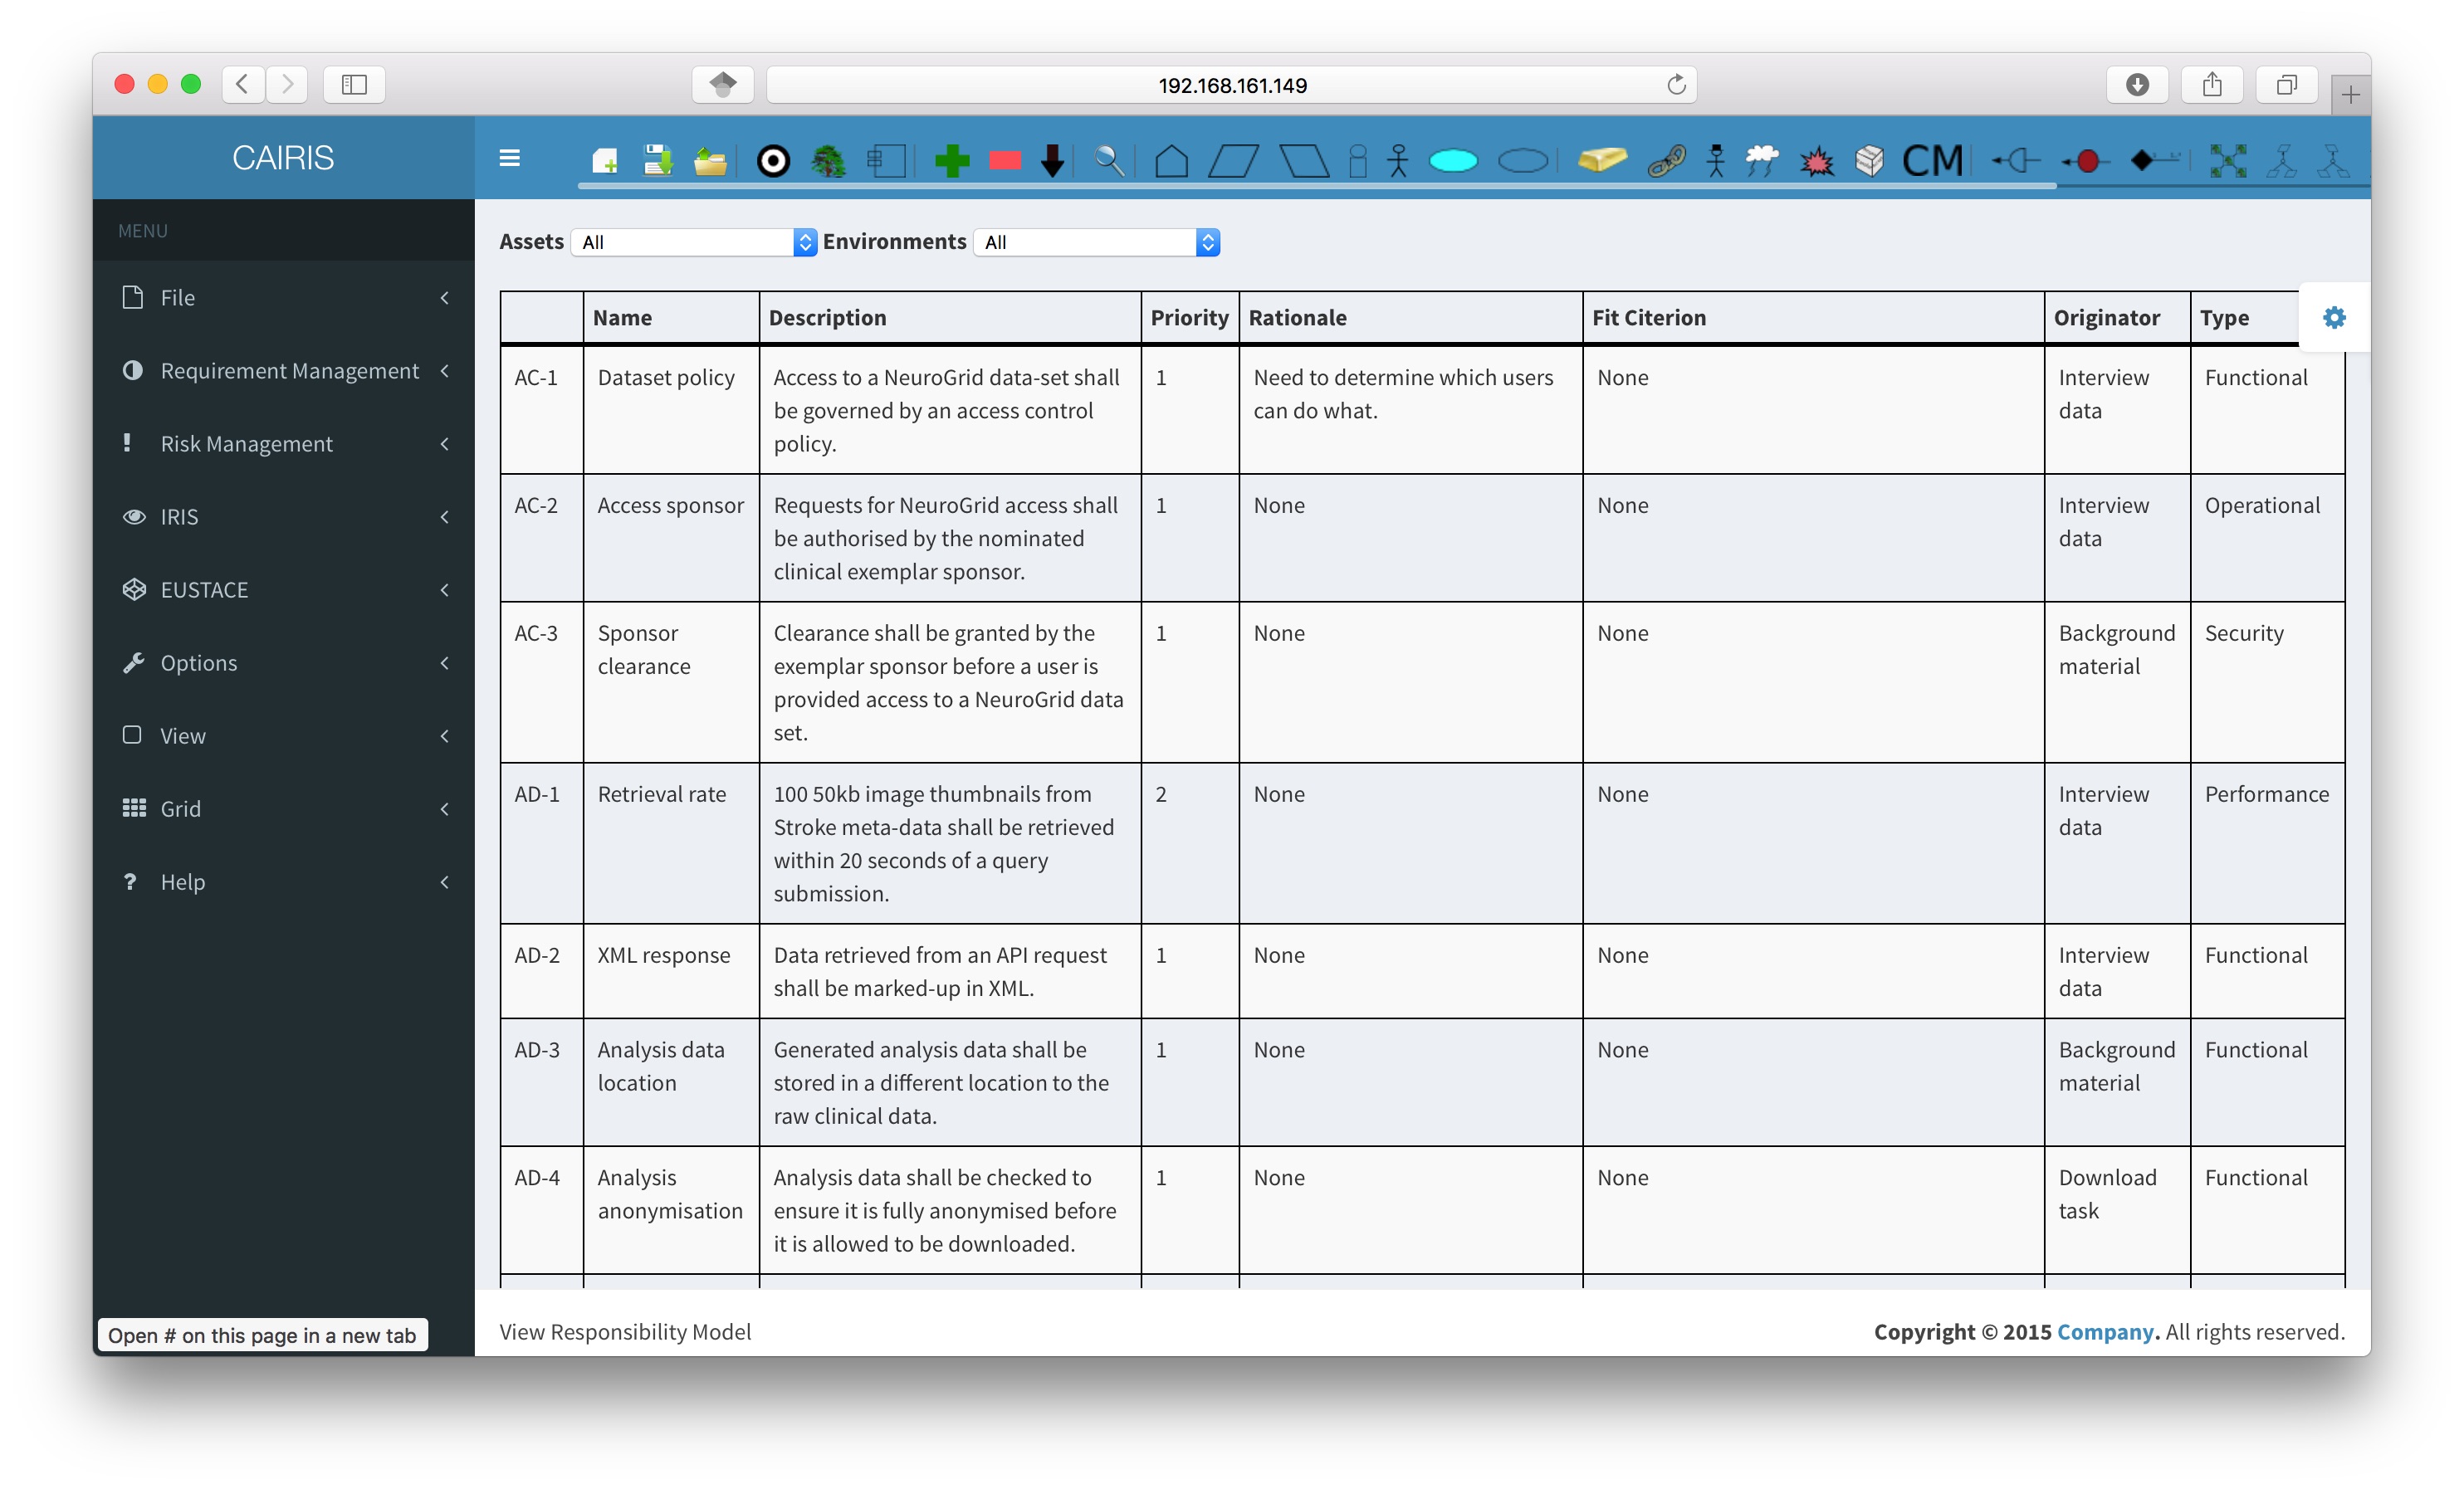 192.168.161.149
CAIRIS
CM
MENU
File
Requirement Management
Risk Management
IRIS
EUSTACE
Options
View
Grid
Help
Assets All Environments All
Name Description Priority Rationale Fit Citerion Originator Type
AC-1 Dataset policy Access to a NeuroGrid data-set shall 1 Need to determine which users None Interview Functional
be governed by an access control can do what. data
policy.
AC-2 Access sponsor Requests for NeuroGrid access shall 1 None None Interview Operational
be authorised by the nominated data
clinical exemplar sponsor.
AC-3 Sponsor Clearance shall be granted by the 1 None None Background Security
clearance exemplar sponsor before a user is material
provided access to a NeuroGrid data
set.
AD-1 Retrieval rate 100 50kb image thumbnails from 2 None None Interview Performance
Stroke meta-data shall be retrieved data
within 20 seconds of a query
submission.
AD-2 XML response Data retrieved from an API request 1 None None Interview Functional
shall be marked-up in XML. data
AD-3 Analysis data Generated analysis data shall be 1 None None Background Functional
location stored in a different location to the material
raw clinical data.
AD-4 Analysis Analysis data shall be checked to 1 None None Download Functional
anonymisation ensure it is fully anonymised before task
it is allowed to be downloaded.
Open # on this page in a new tab
View Responsibility Model
Copyright © 2015 Company. All rights reserved.